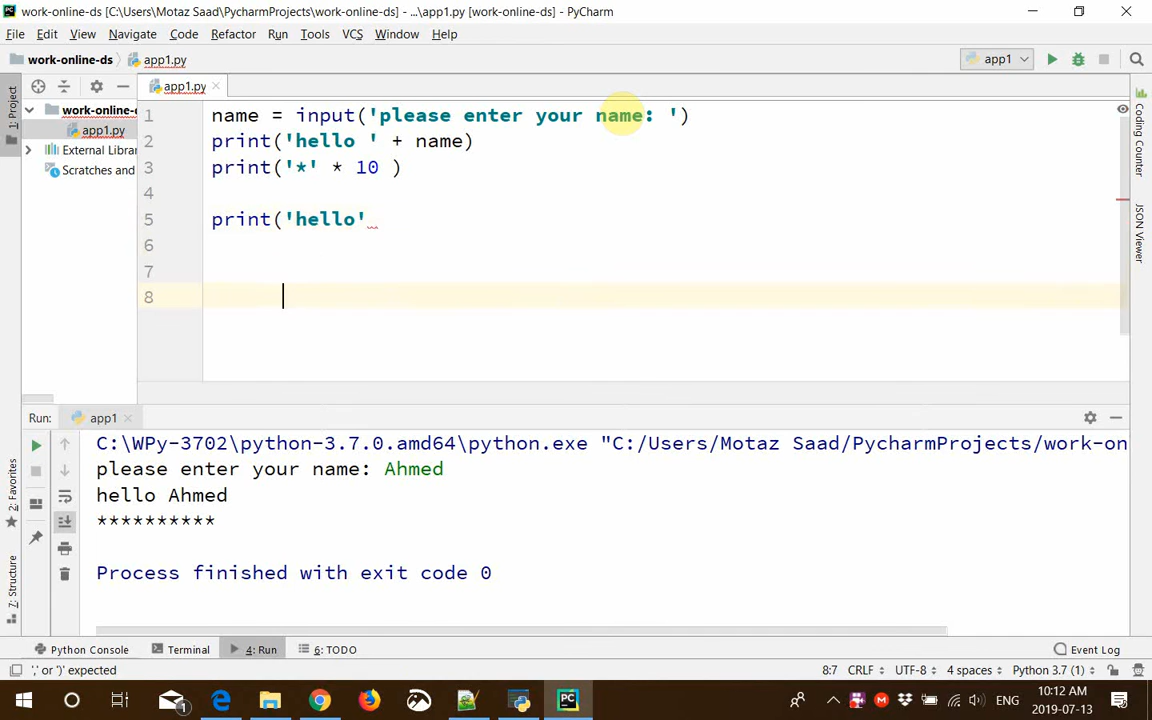 work-online-ds [C:\Users\Motaz Saad\PycharmProjects\work-online-ds] - ...\app1.py [work-online-ds] - PyCharm
File Edit View Navigate Code Refactor Run Tools VCS Window Help
work-online-ds app1.py app1
1: Project
app1.py
work-online-d
app1.py
External Librar
Scratches and
1 name = input('please enter your name: ')
2 print('hello ' + name)
3 print('*' * 10 )
4
5 print('hello'
6
7
8
Coding Counter
JSON Viewer
Run: app1
C:\WPy-3702\python-3.7.0.amd64\python.exe "C:/Users/Motaz Saad/PycharmProjects/work-on
please enter your name: Ahmed
hello Ahmed
**********
Process finished with exit code 0
2: Favorites
7: Structure
Python Console Terminal 4: Run 6: TODO Event Log
',' or ')' expected 8:7 CRLF UTF-8 4 spaces Python 3.7 (1)
1 ENG 10:12 AM
2019-07-13